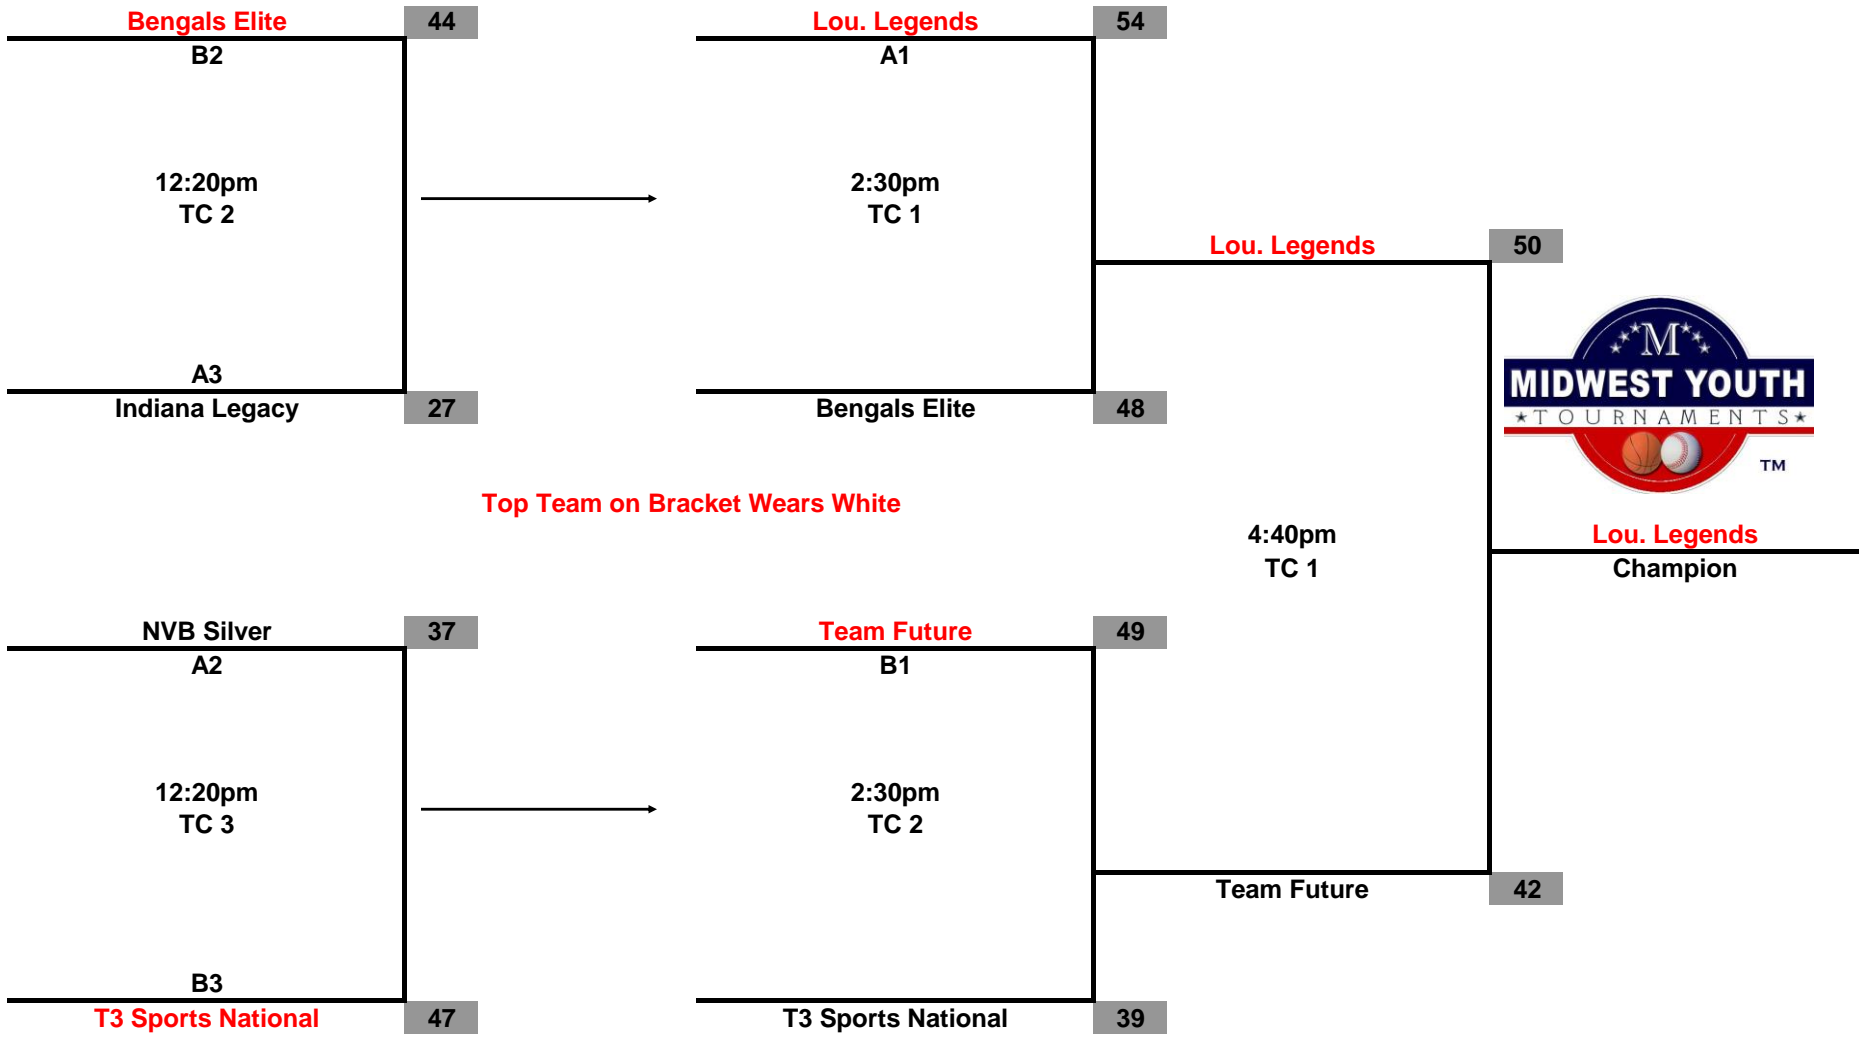 Bengals Elite 44
B2
12:20pm
TC 2
A3
Indiana Legacy 27
Lou. Legends 54
A1
2:30pm
TC 1
Bengals Elite 48
Lou. Legends 50
M
MIDWEST YOUTH
TOURNAMENTS
TM
Top Team on Bracket Wears White
4:40pm
TC 1
Lou. Legends
Champion
NVB Silver 37
A2
12:20pm
TC 3
B3
T3 Sports National 47
Team Future 49
B1
2:30pm
TC 2
T3 Sports National 39
Team Future 42